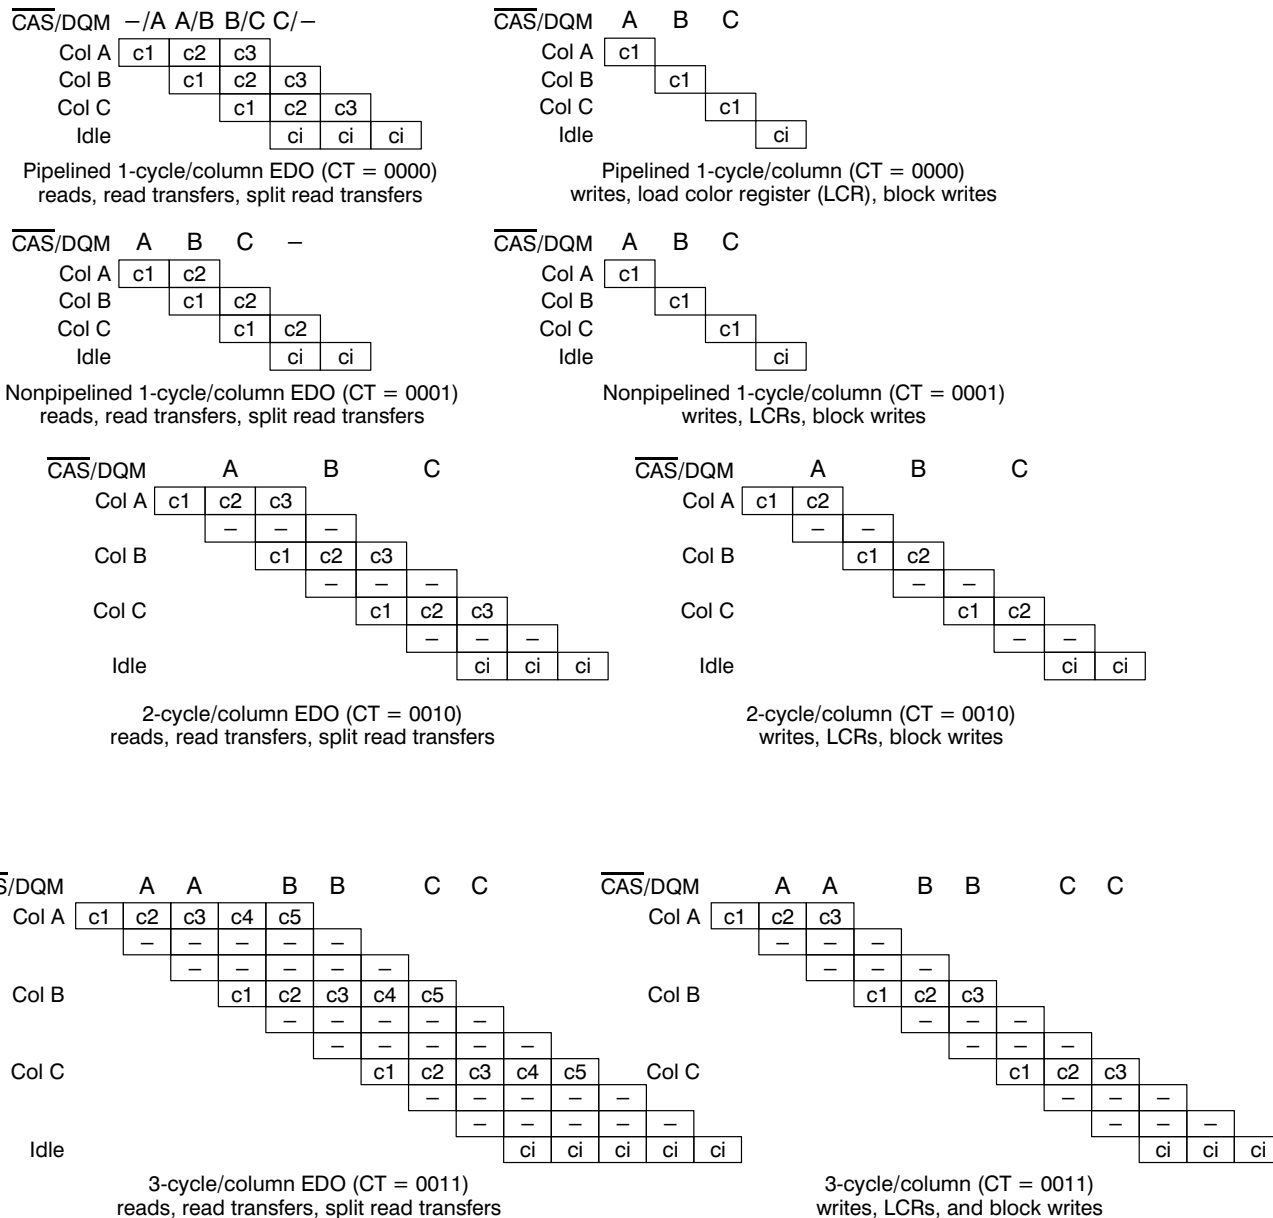 CAS/DQM –/A A/B B/C C/–
Col A c1 c2 c3
Col B c1 c2 c3
Col C c1 c2 c3
Idle ci ci ci
Pipelined 1-cycle/column EDO (CT = 0000)
reads, read transfers, split read transfers
CAS/DQM A B C
Col A c1
Col B c1
Col C c1
Idle ci
Pipelined 1-cycle/column (CT = 0000)
writes, load color register (LCR), block writes
CAS/DQM A B C –
Col A c1 c2
Col B c1 c2
Col C c1 c2
Idle ci ci
Nonpipelined 1-cycle/column EDO (CT = 0001)
reads, read transfers, split read transfers
CAS/DQM A B C
Col A c1
Col B c1
Col C c1
Idle ci
Nonpipelined 1-cycle/column (CT = 0001)
writes, LCRs, block writes
CAS/DQM A B C
Col A c1 c2 c3
– – –
Col B c1 c2 c3
– – –
Col C c1 c2 c3
– – –
Idle ci ci ci
2-cycle/column EDO (CT = 0010)
reads, read transfers, split read transfers
CAS/DQM A B C
Col A c1 c2
– –
Col B c1 c2
– –
Col C c1 c2
– –
Idle ci ci
2-cycle/column (CT = 0010)
writes, LCRs, block writes
S/DQM A A B B C C
Col A c1 c2 c3 c4 c5
– – – – –
– – – – –
Col B c1 c2 c3 c4 c5
– – – – –
– – – – –
Col C c1 c2 c3 c4 c5
– – – – –
– – – – –
Idle ci ci ci ci ci
3-cycle/column EDO (CT = 0011)
reads, read transfers, split read transfers
CAS/DQM A A B B C C
Col A c1 c2 c3
– – –
– – –
Col B c1 c2 c3
– – –
– – –
Col C c1 c2 c3
– – –
– – –
ci ci ci
3-cycle/column (CT = 0011)
writes, LCRs, and block writes